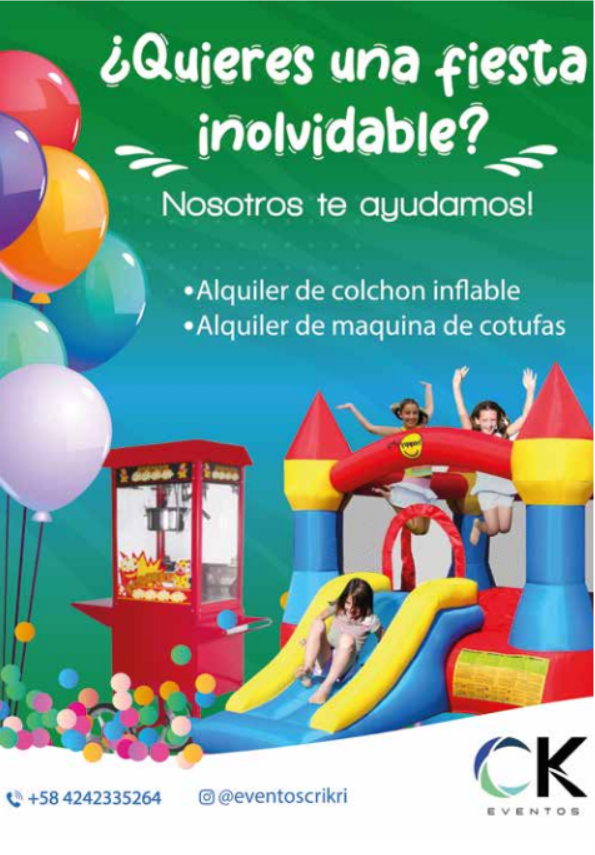 ¿Quieres una fiesta
inolvidable?
Nosotros te ayudamos!
•Alquiler de colchon inflable
•Alquiler de maquina de cotufas
+58 4242335264
@eventoscrikri
CK
EVENTOS